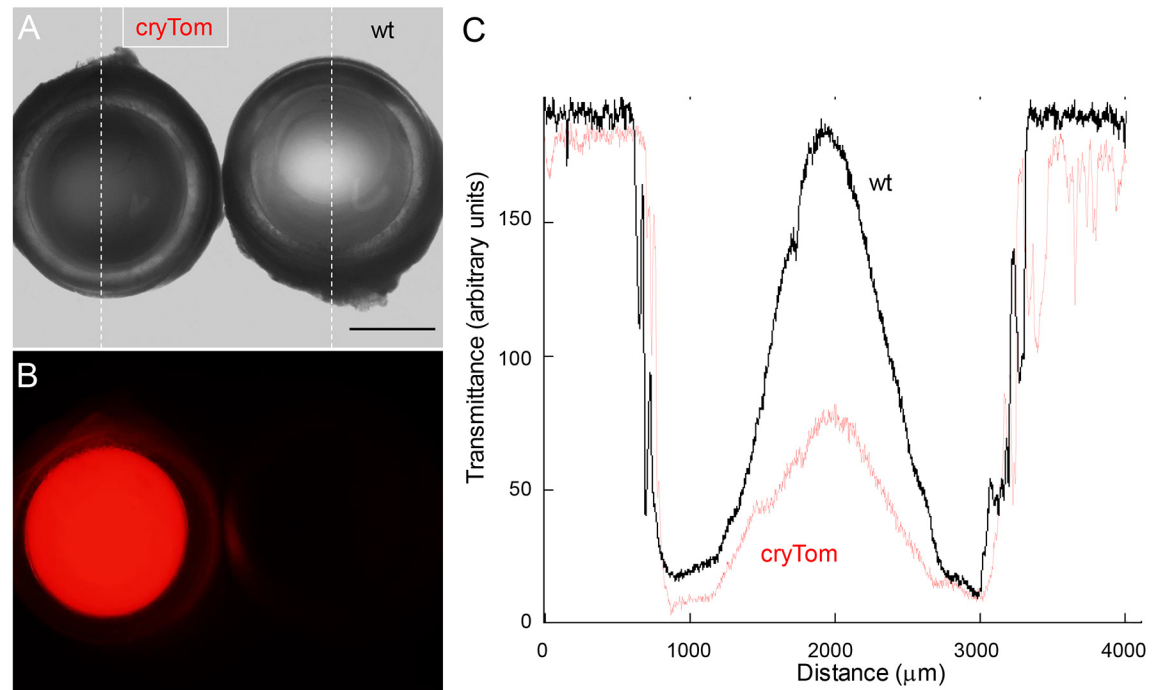 A
cryTom
wt
B
C
Transmittance (arbitrary units)
150
100
50
0
wt
cryTom
0 1000 2000 3000 4000
Distance (μm)